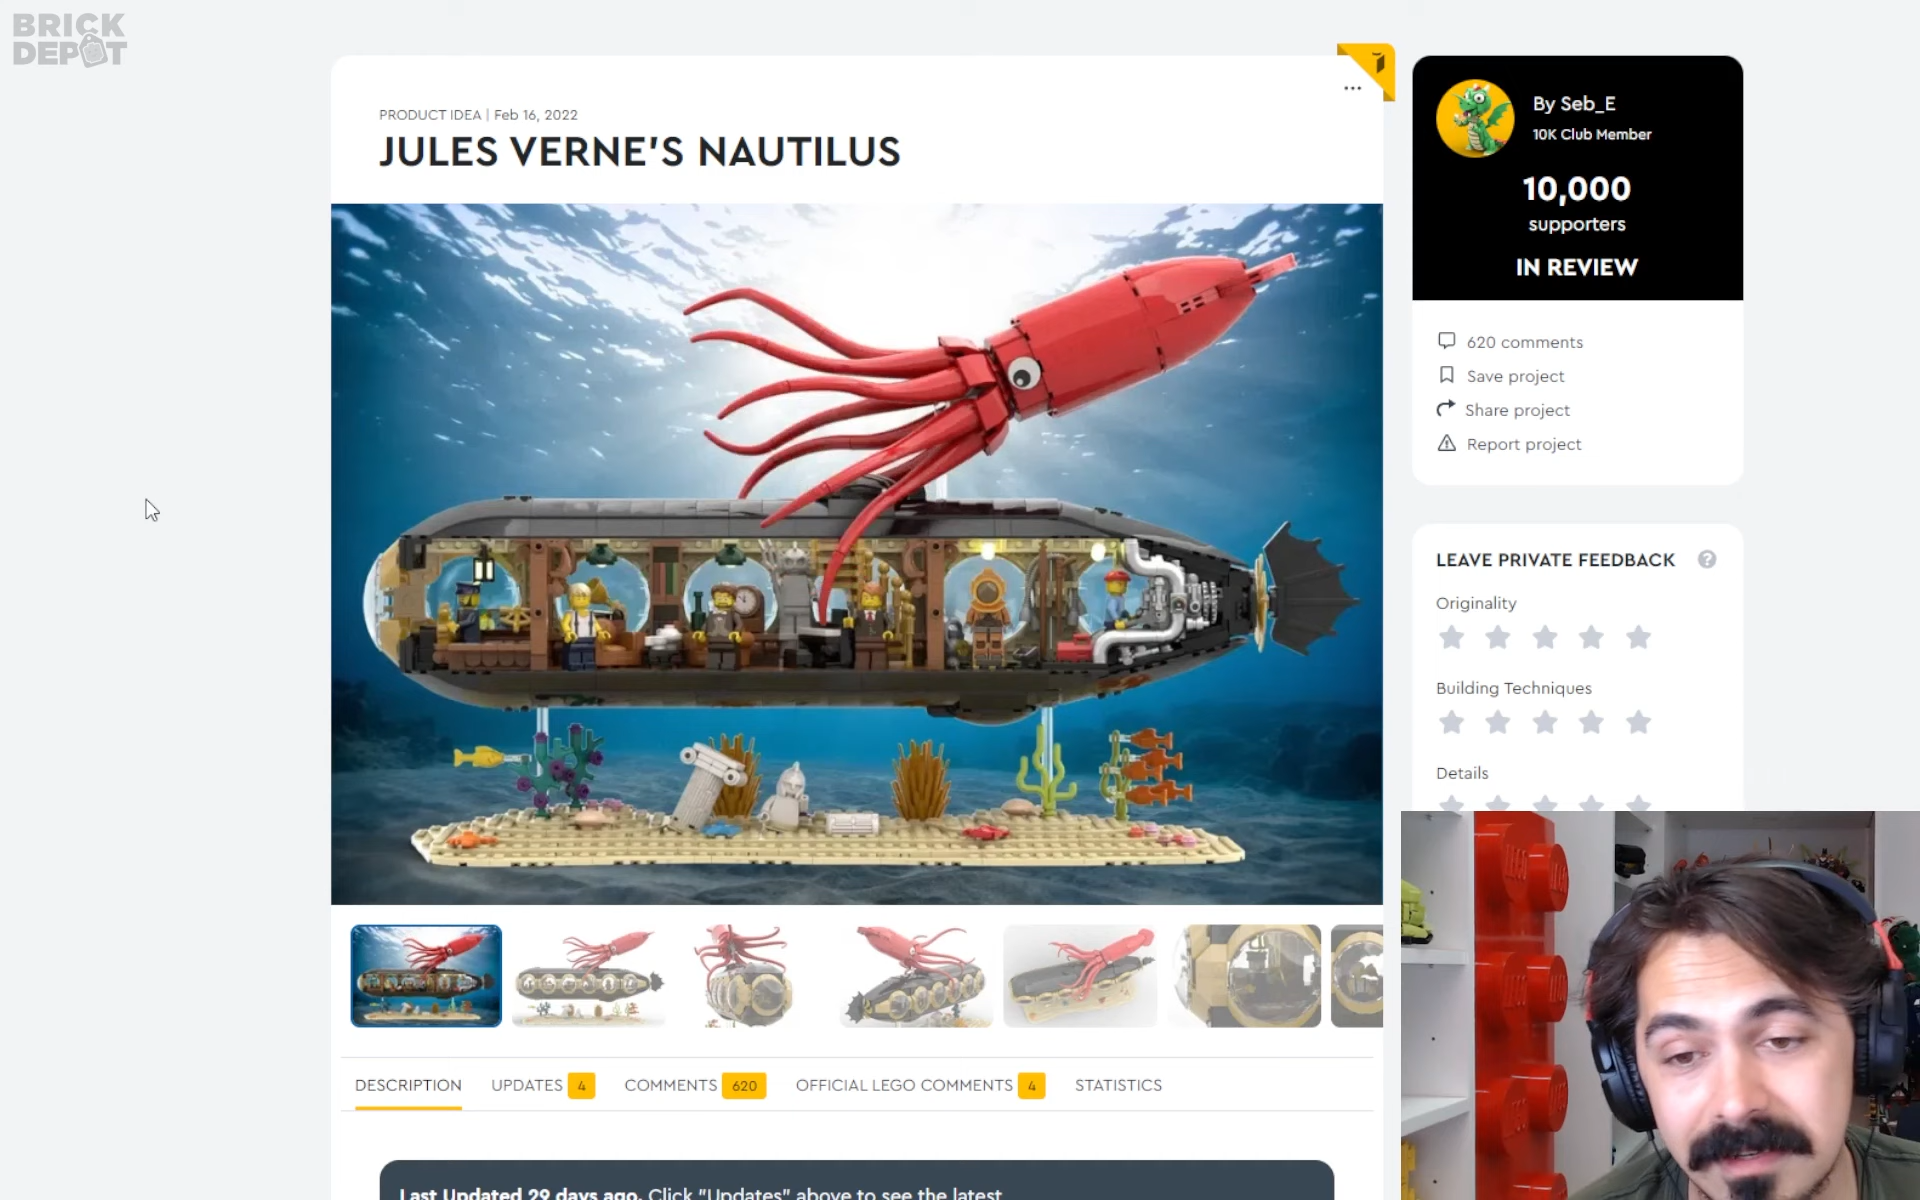 BRICK
DEPOT
PRODUCT IDEA | Feb 16, 2022
JULES VERNE'S NAUTILUS
By Seb_E
10K Club Member
10,000
supporters
IN REVIEW
620 comments
Save project
Share project
Report project
LEAVE PRIVATE FEEDBACK ?
Originality
Building Techniques
Details
DESCRIPTION UPDATES 4 COMMENTS 620 OFFICIAL LEGO COMMENTS 4 STATISTICS
Last Updated 29 days ago. Click "Updates" above to see the latest